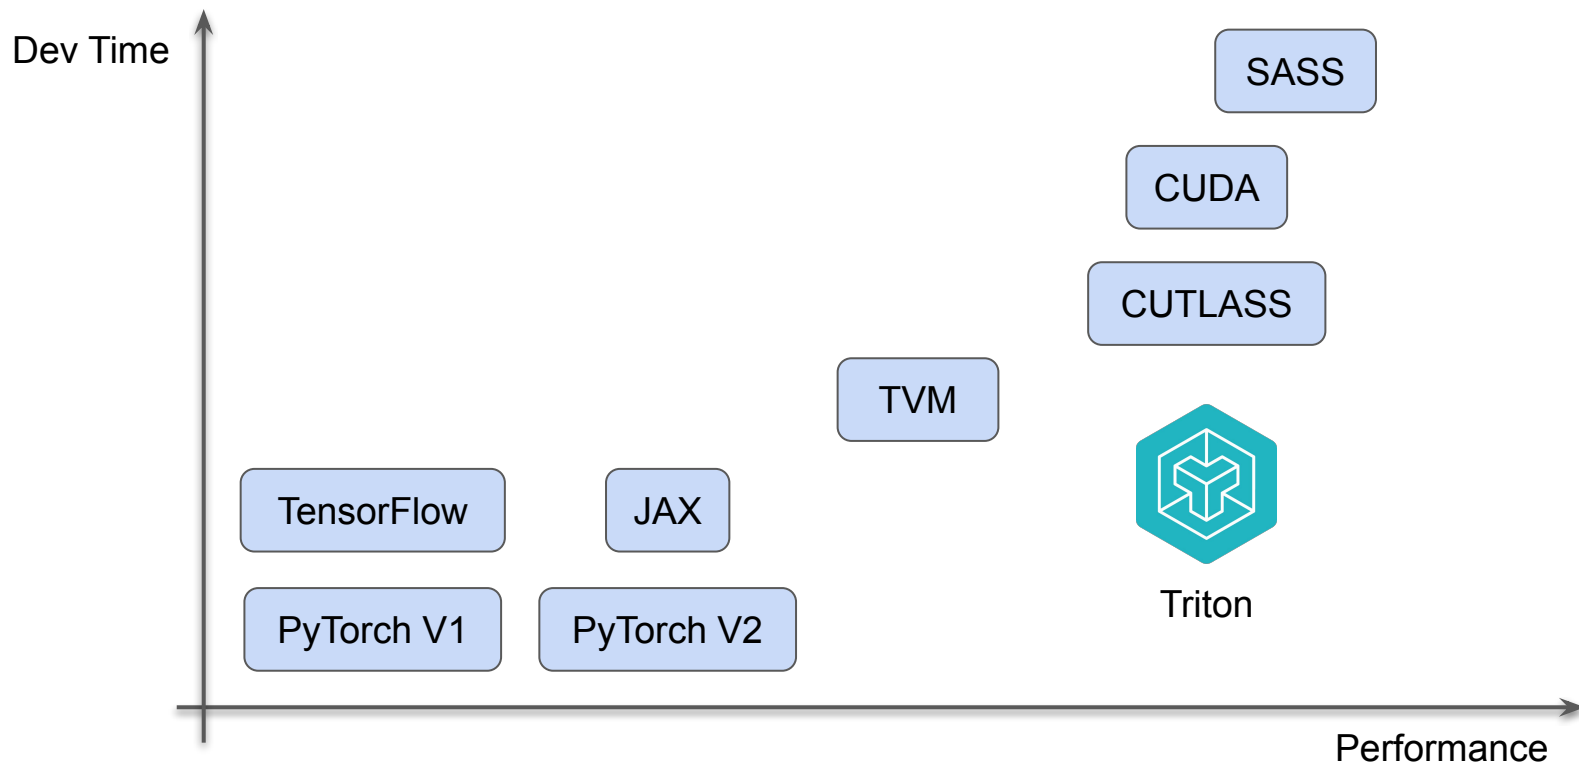 Dev Time
SASS
CUDA
CUTLASS
TVM
TensorFlow
JAX
Triton
PyTorch V1
PyTorch V2
Performance